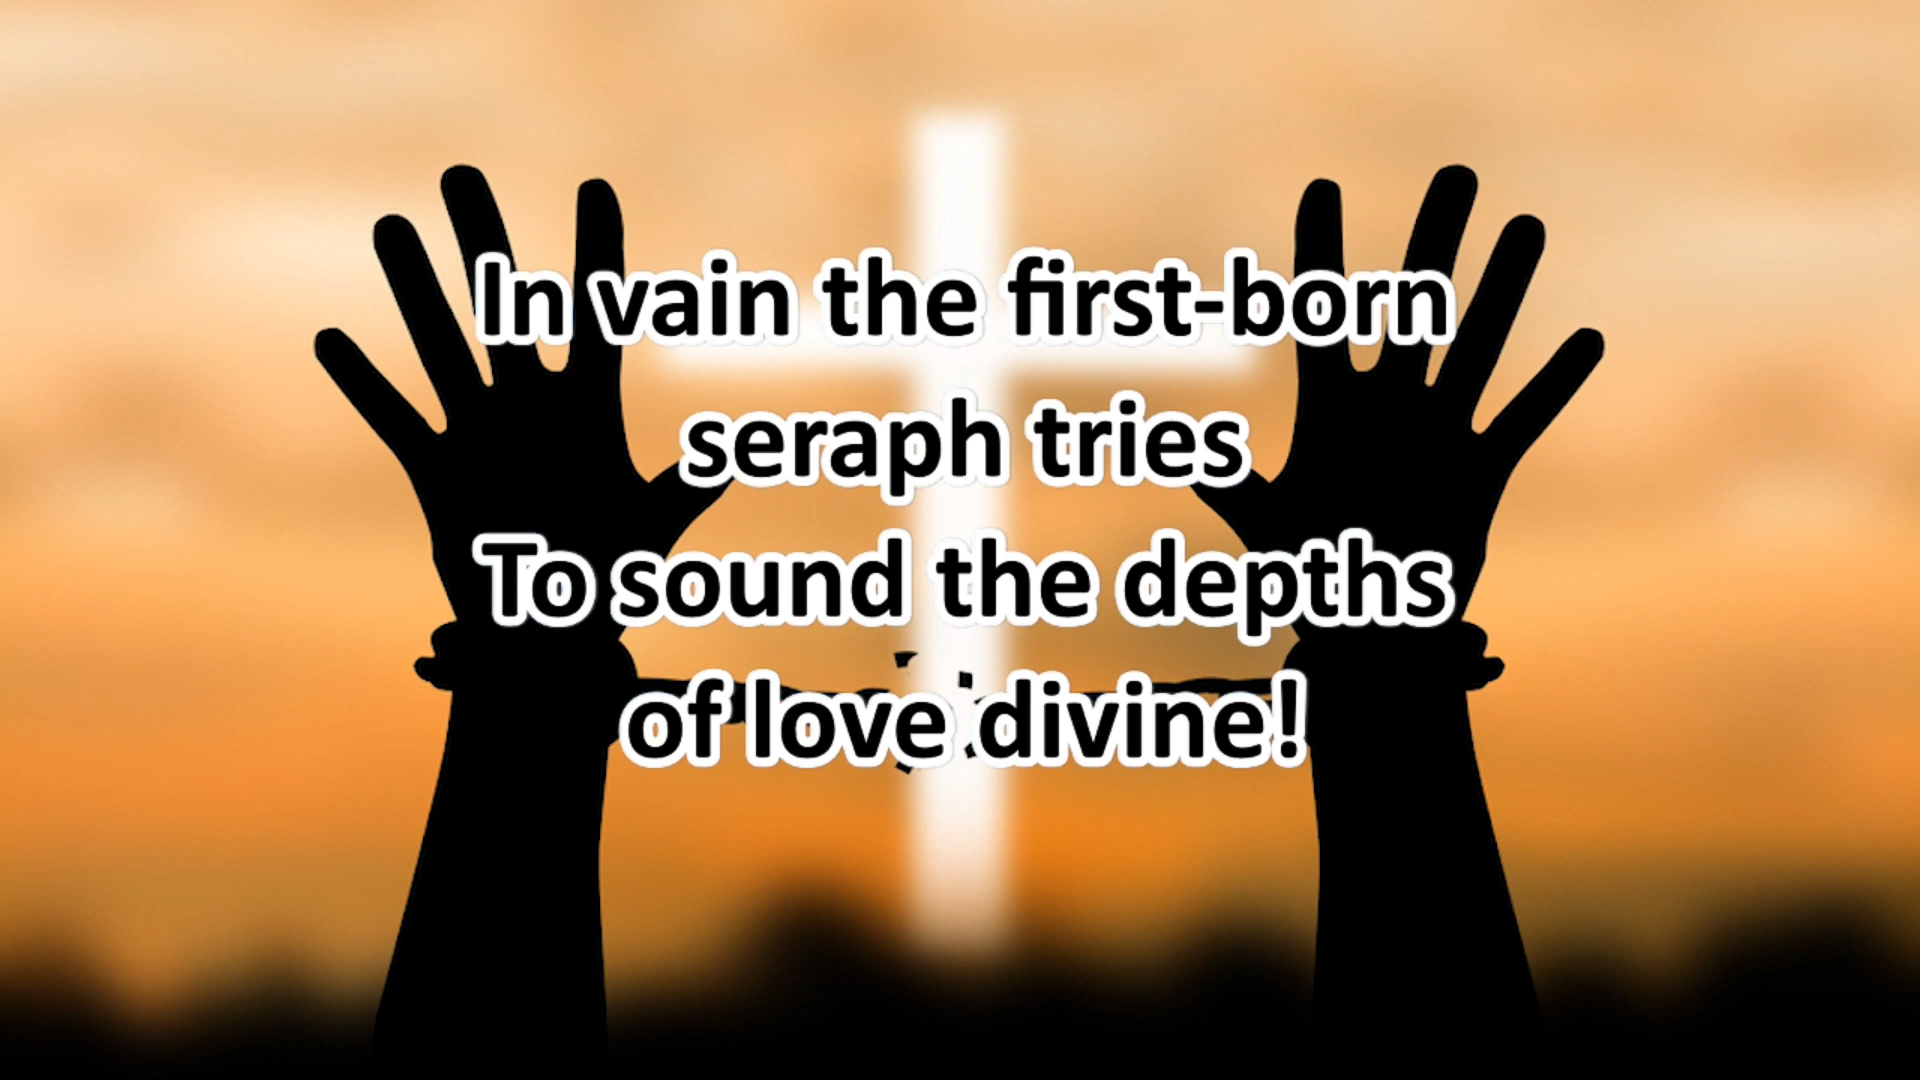 In vain the first-born
seraph tries
To sound the depths
of love divine!